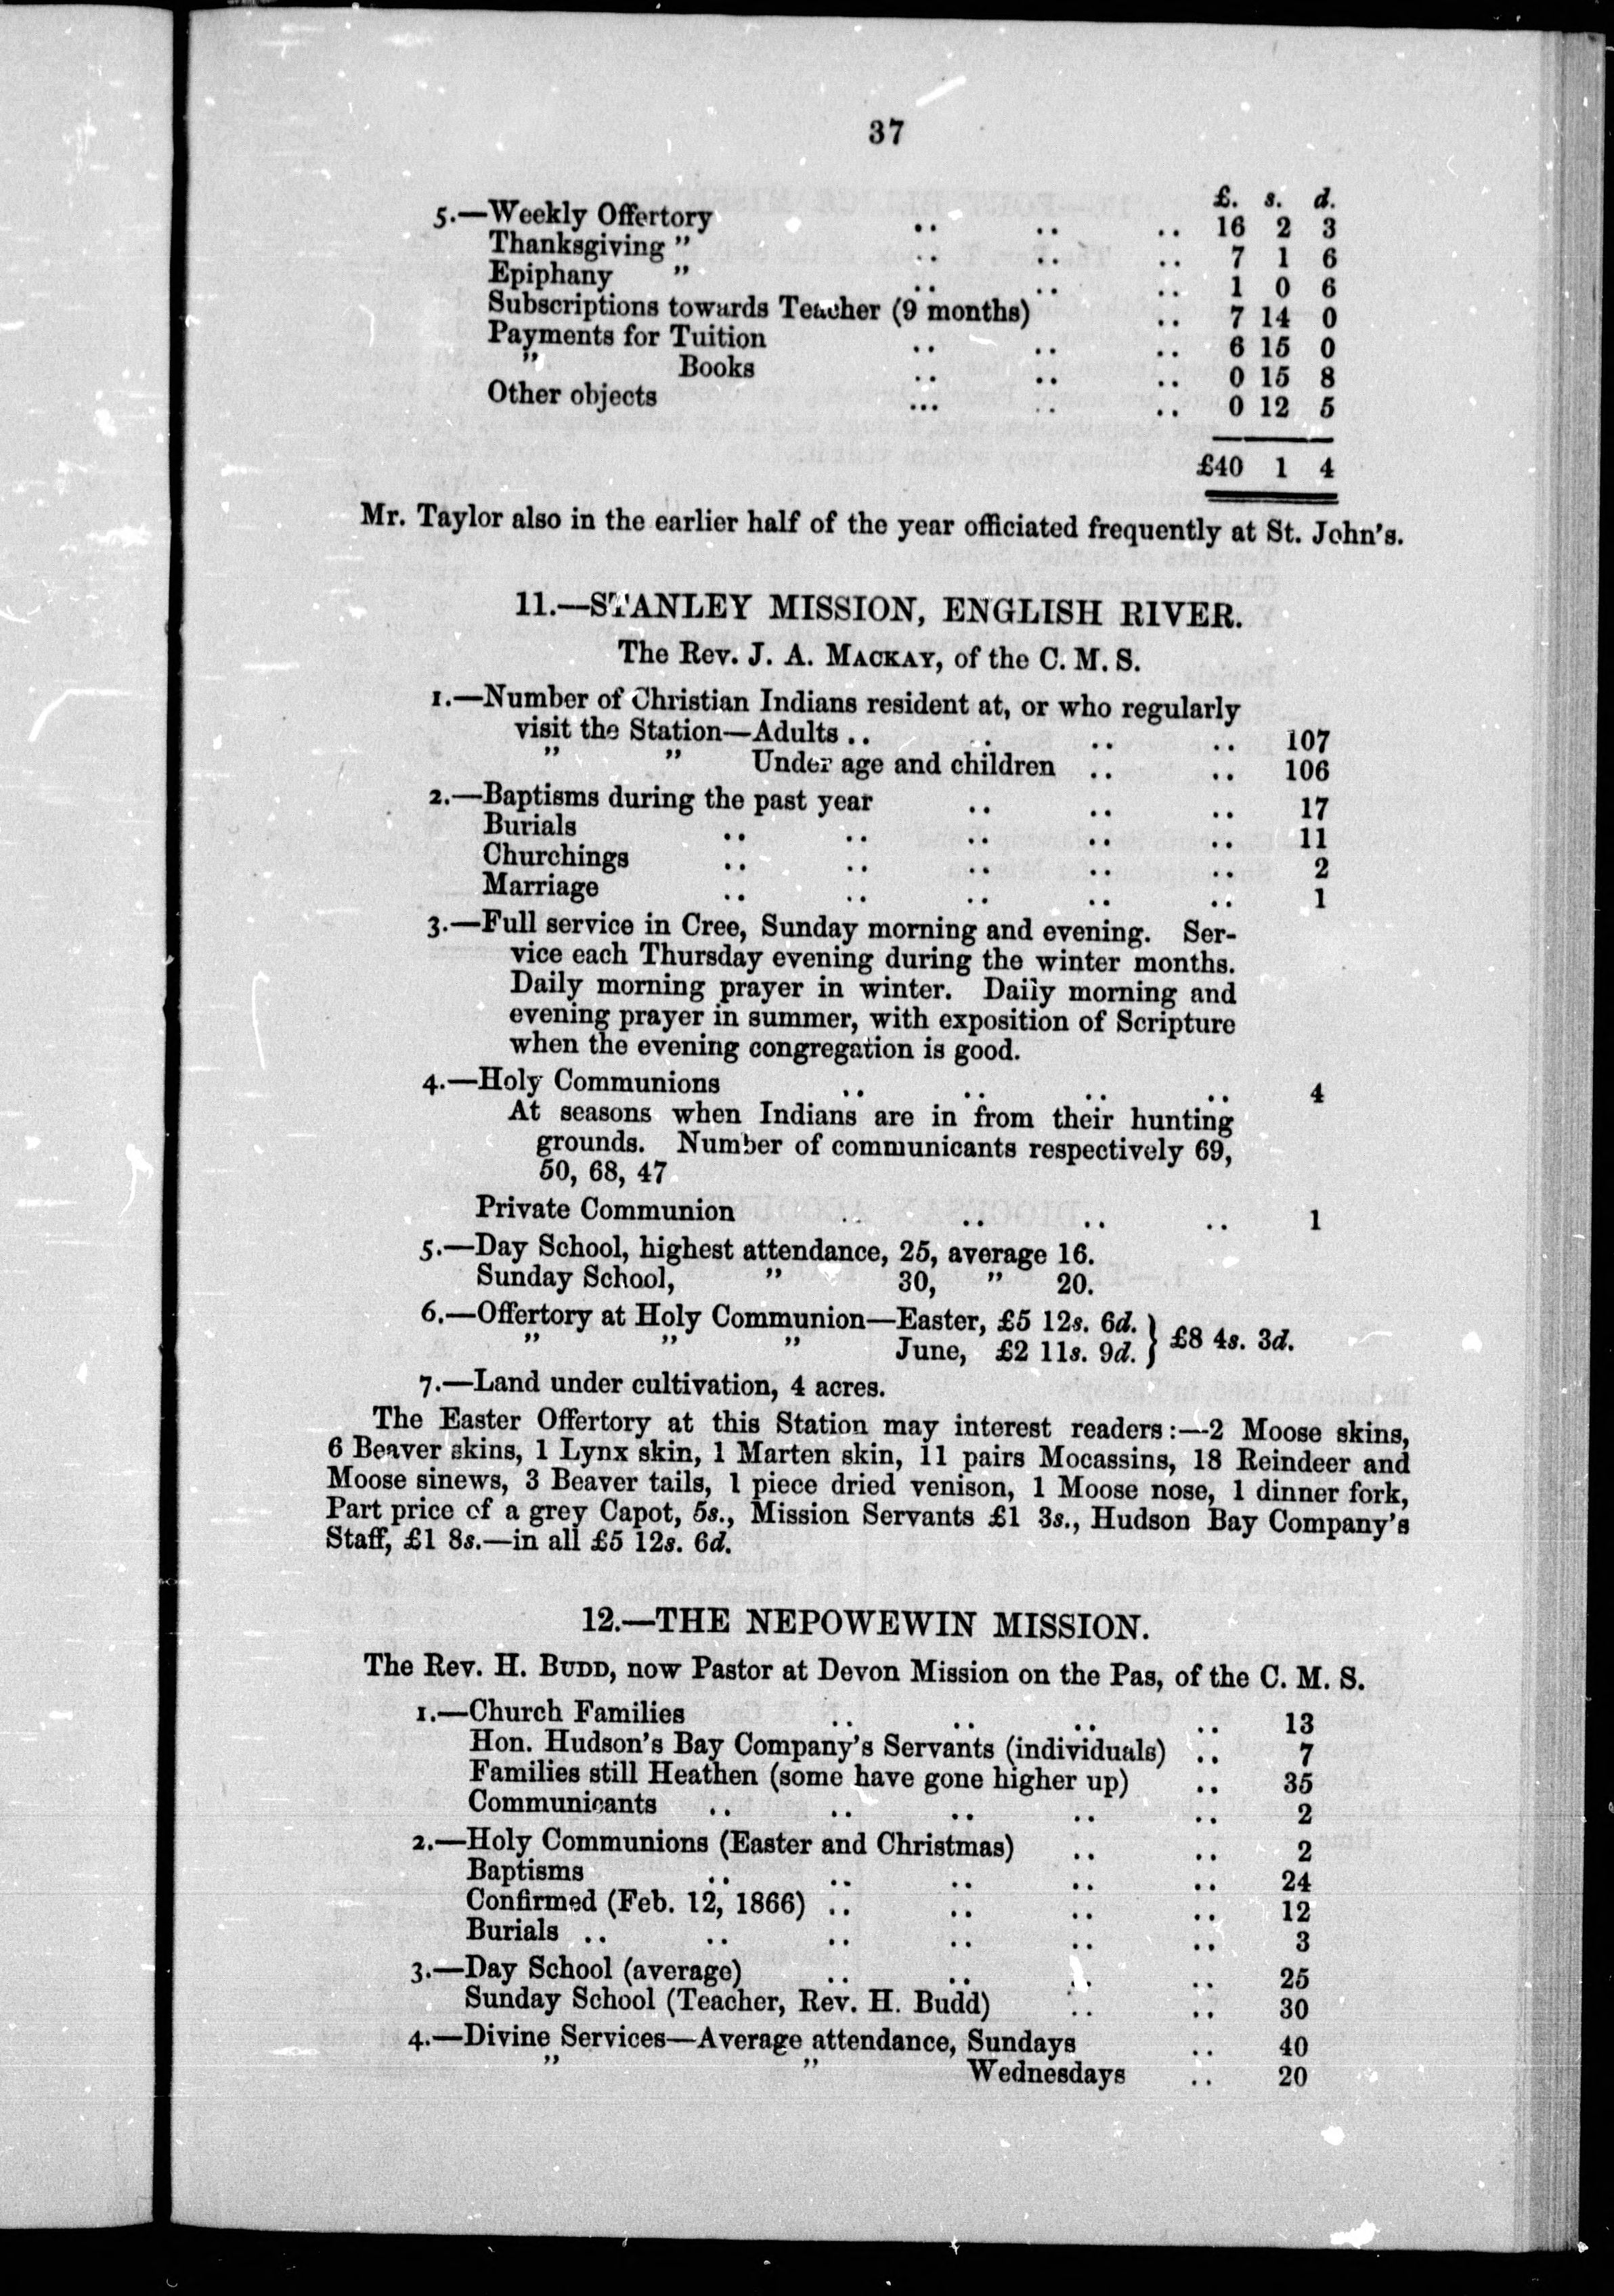 37
£. s. d.
5.—Weekly Offertory .. .. .. 16 2 3
Thanksgiving " .. .. .. 7 1 6
Epiphany " .. .. .. 1 0 6
Subscriptions towards Teacher (9 months) .. 7 14 0
Payments for Tuition .. .. .. 6 15 0
" Books .. .. .. 0 15 8
Other objects ... .. .. 0 12 5
£40 1 4
Mr. Taylor also in the earlier half of the year officiated frequently at St. John's.
11.—STANLEY MISSION, ENGLISH RIVER.
The Rev. J. A. MACKAY, of the C. M. S.
1.—Number of Christian Indians resident at, or who regularly
visit the Station—Adults .. . .. .. 107
" " Under age and children .. .. 106
2.—Baptisms during the past year .. .. .. 17
Burials .. .. .. .. .. 11
Churchings .. .. .. .. .. 2
Marriage .. .. .. .. .. 1
3.—Full service in Cree, Sunday morning and evening. Ser-
vice each Thursday evening during the winter months.
Daily morning prayer in winter. Daily morning and
evening prayer in summer, with exposition of Scripture
when the evening congregation is good.
4.—Holy Communions .. .. .. .. 4
At seasons when Indians are in from their hunting
grounds. Number of communicants respectively 69,
50, 68, 47
Private Communion .. .. .. .. 1
5.—Day School, highest attendance, 25, average 16.
Sunday School, " 30, " 20.
6.—Offertory at Holy Communion—Easter, £5 12s. 6d. } £8 4s. 3d.
" " " June, £2 11s. 9d. }
7.—Land under cultivation, 4 acres.
The Easter Offertory at this Station may interest readers:—2 Moose skins,
6 Beaver skins, 1 Lynx skin, 1 Marten skin, 11 pairs Mocassins, 18 Reindeer and
Moose sinews, 3 Beaver tails, 1 piece dried venison, 1 Moose nose, 1 dinner fork,
Part price of a grey Capot, 5s., Mission Servants £1 3s., Hudson Bay Company's
Staff, £1 8s.—in all £5 12s. 6d.
12.—THE NEPOWEWIN MISSION.
The Rev. H. BUDD, now Pastor at Devon Mission on the Pas, of the C. M. S.
1.—Church Families .. .. .. .. 13
Hon. Hudson's Bay Company's Servants (individuals) .. 7
Families still Heathen (some have gone higher up) .. 35
Communicants .. .. .. .. .. 2
2.—Holy Communions (Easter and Christmas) .. .. 2
Baptisms .. .. .. .. .. 24
Confirmed (Feb. 12, 1866) .. .. .. .. 12
Burials .. .. .. .. .. .. 3
3.—Day School (average) .. .. .. .. 25
Sunday School (Teacher, Rev. H. Budd) .. .. 30
4.—Divine Services—Average attendance, Sundays .. 40
" " Wednesdays .. 20